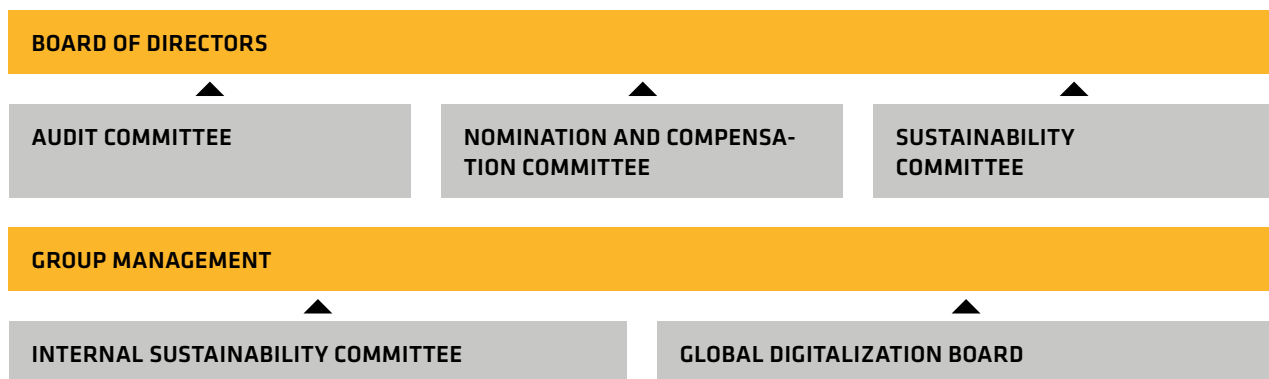 BOARD OF DIRECTORS
AUDIT COMMITTEE
NOMINATION AND COMPENSA-
TION COMMITTEE
SUSTAINABILITY
COMMITTEE
GROUP MANAGEMENT
INTERNAL SUSTAINABILITY COMMITTEE
GLOBAL DIGITALIZATION BOARD